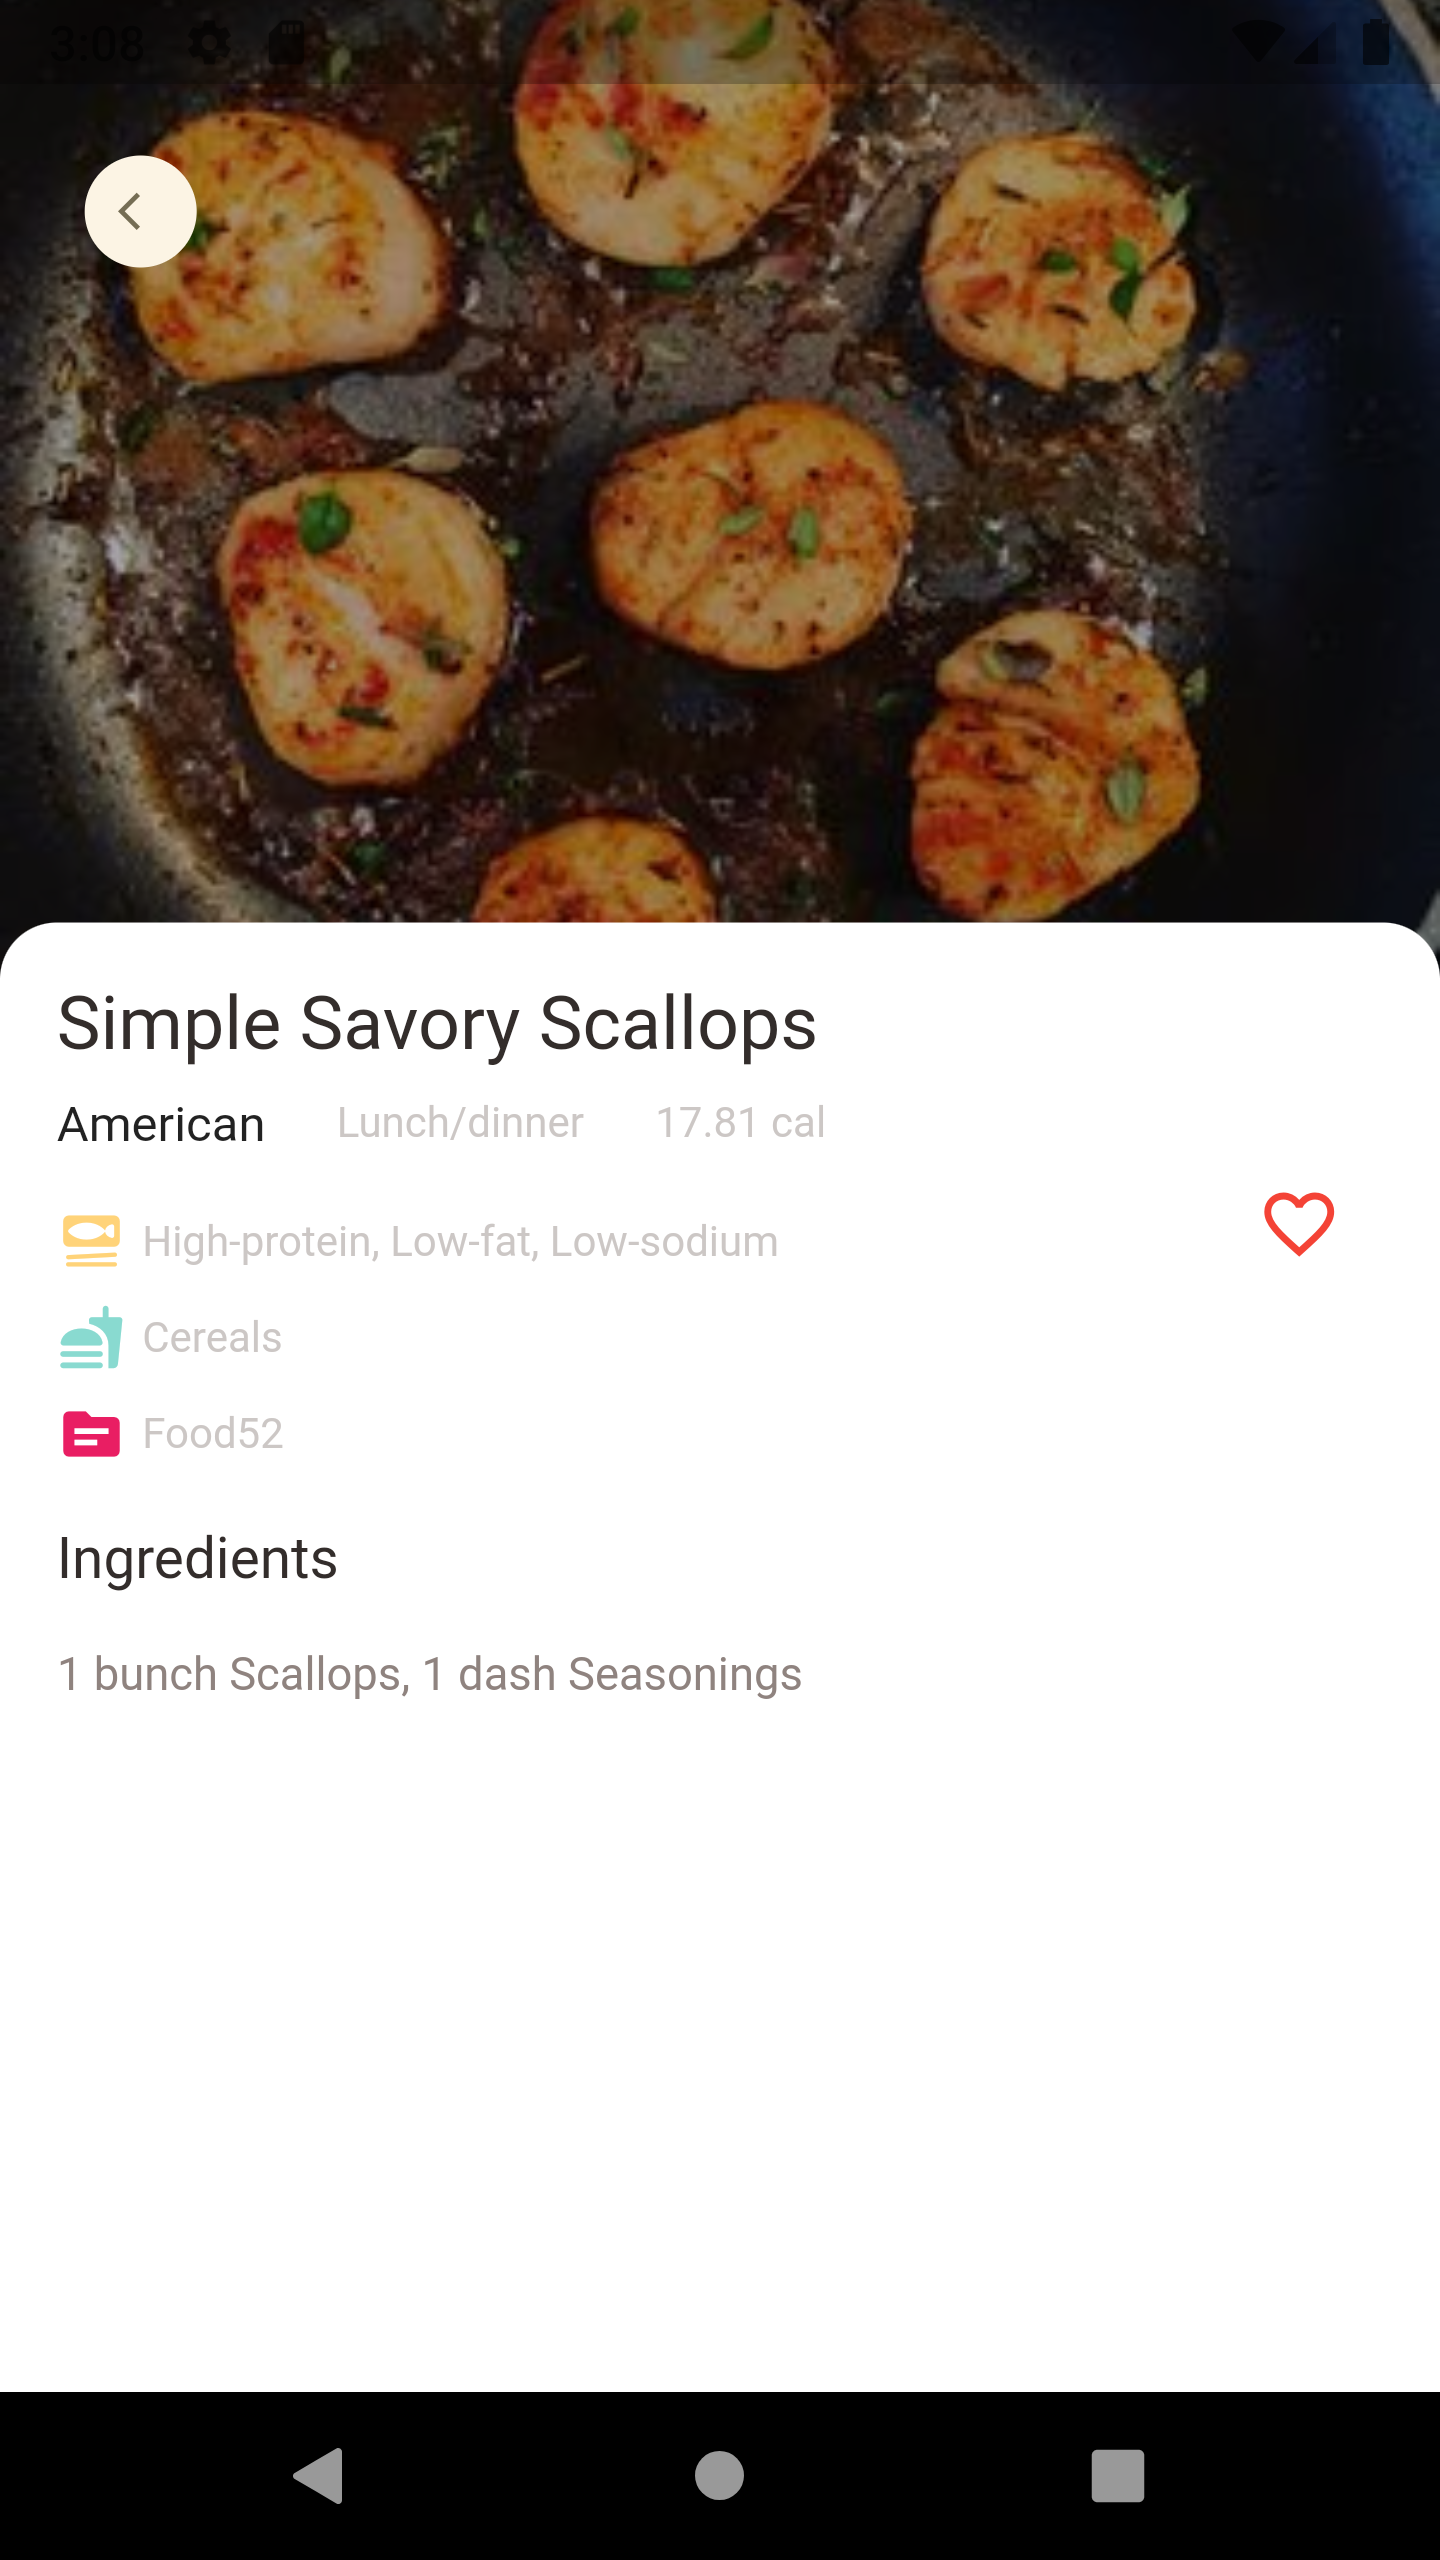 3:08
Simple Savory Scallops
American Lunch/dinner 17.81 cal
High-protein, Low-fat, Low-sodium
Cereals
Food52
Ingredients
1 bunch Scallops, 1 dash Seasonings